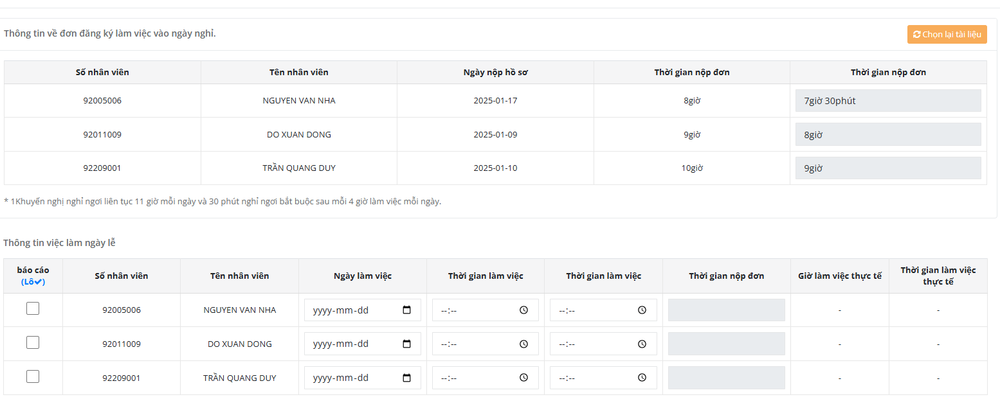 Thông tin về đơn đăng ký làm việc vào ngày nghỉ.
Chọn lại tài liệu
Số nhân viên Tên nhân viên Ngày nộp hồ sơ Thời gian nộp đơn Thời gian nộp đơn
92005006 NGUYEN VAN NHA 2025-01-17 8giờ 7giờ 30phút
92011009 DO XUAN DONG 2025-01-09 9giờ 8giờ
92209001 TRẦN QUANG DUY 2025-01-10 10giờ 9giờ
* 1Khuyến nghị nghỉ ngơi liên tục 11 giờ mỗi ngày và 30 phút nghỉ ngơi bắt buộc sau mỗi 4 giờ làm việc mỗi ngày.
Thông tin việc làm ngày lễ
báo cáo
(Lô✔)
Số nhân viên Tên nhân viên Ngày làm việc Thời gian làm việc Thời gian làm việc Thời gian nộp đơn Giờ làm việc thực tế
Thời gian làm việc
thực tế
92005006 NGUYEN VAN NHA yyyy-mm-dd --:-- --:-- - -
92011009 DO XUAN DONG yyyy-mm-dd --:-- --:-- - -
92209001 TRẦN QUANG DUY yyyy-mm-dd --:-- --:-- - -